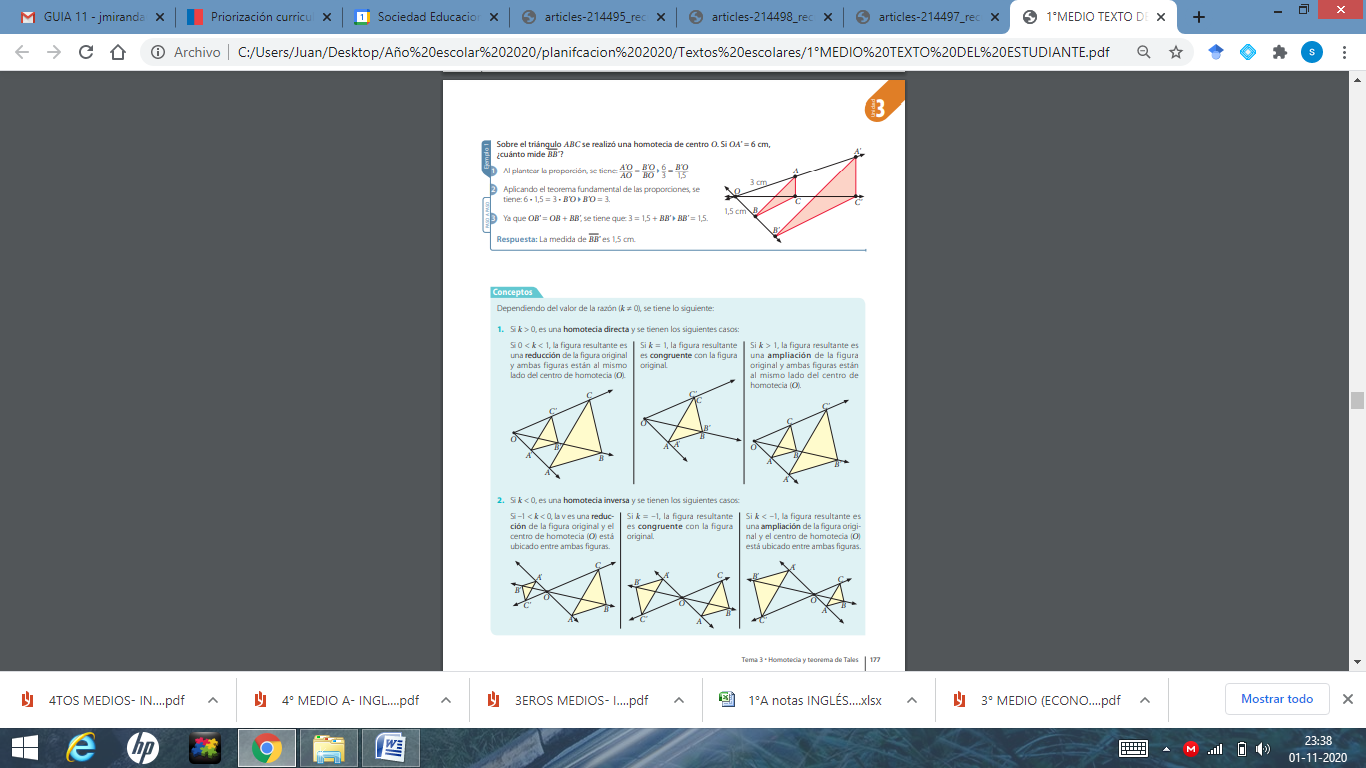 GUIA 11 - jmiranda
Priorización curricul
Sociedad Educacion
articles-214495_rec
articles-214498_rec
articles-214497_rec
1°MEDIO TEXTO DE
Archivo
C:/Users/Juan/Desktop/Año%20escolar%202020/planifcacion%202020/Textos%20escolares/1°MEDIO%20TEXTO%20DEL%20ESTUDIANTE.pdf
S
3
Ejemplo 1
Sobre el triángulo ABC se realizó una homotecia de centro O. Si OA' = 6 cm,
¿cuánto mide BB'?
1 Al plantear la proporción, se tiene: A'O/AO = B'O/BO ▸ 6/3 = B'O/1,5
2 Aplicando el teorema fundamental de las proporciones, se
tiene: 6 • 1,5 = 3 • B'O ▸ B'O = 3.
3 Ya que OB' = OB + BB', se tiene que: 3 = 1,5 + BB' ▸ BB' = 1,5.
Respuesta: La medida de BB' es 1,5 cm.
A'
A
3 cm
O
C
C'
1,5 cm
B
B'
Conceptos
Dependiendo del valor de la razón (k ≠ 0), se tiene lo siguiente:
1. Si k > 0, es una homotecia directa y se tienen los siguientes casos:
Si 0 < k < 1, la figura resultante es
una reducción de la figura original
y ambas figuras están al mismo
lado del centro de homotecia (O).
C
C'
O
B
A'
B
A
Si k = 1, la figura resultante
es congruente con la figura
original.
C'
C
O
B'
B
A A'
Si k > 1, la figura resultante es
una ampliación de la figura
original y ambas figuras están
al mismo lado del centro de
homotecia (O).
C'
C
O
B
A
B'
A'
2. Si k < 0, es una homotecia inversa y se tienen los siguientes casos:
Si –1 < k < 0, la v es una reduc-
ción de la figura original y el
centro de homotecia (O) está
ubicado entre ambas figuras.
C
A'
B'
O
C'
B
A
Si k = –1, la figura resultante
es congruente con la figura
original.
A'
C
B'
O
B
C'
A
Si k < –1, la figura resultante es
una ampliación de la figura origi-
nal y el centro de homotecia (O)
está ubicado entre ambas figuras.
A'
B'
C
O
B
A
C'
Tema 3 • Homotecia y teorema de Tales 177
4TOS MEDIOS- IN....pdf
4° MEDIO A- INGL....pdf
3EROS MEDIOS- I....pdf
1°A notas INGLÉS....xlsx
3° MEDIO (ECONO....pdf
Mostrar todo
23:38
01-11-2020